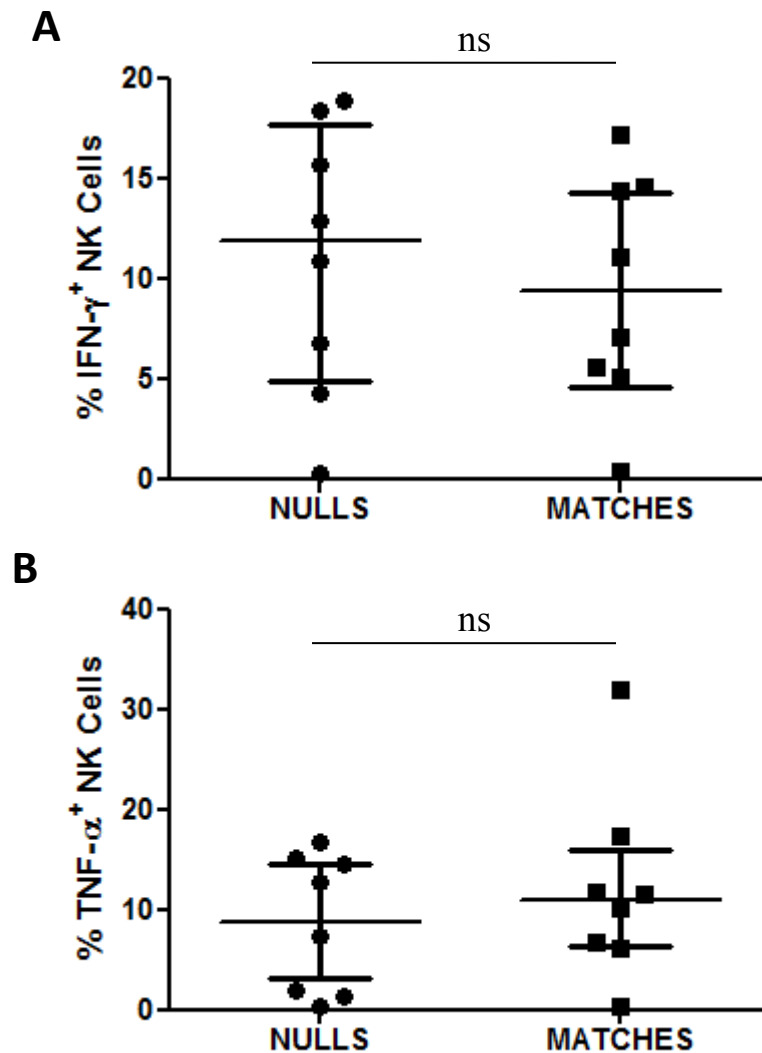 A
ns
% IFN-γ⁺ NK Cells
20
15
10
5
0
NULLS
MATCHES
B
ns
% TNF-α⁺ NK Cells
40
30
20
10
0
NULLS
MATCHES